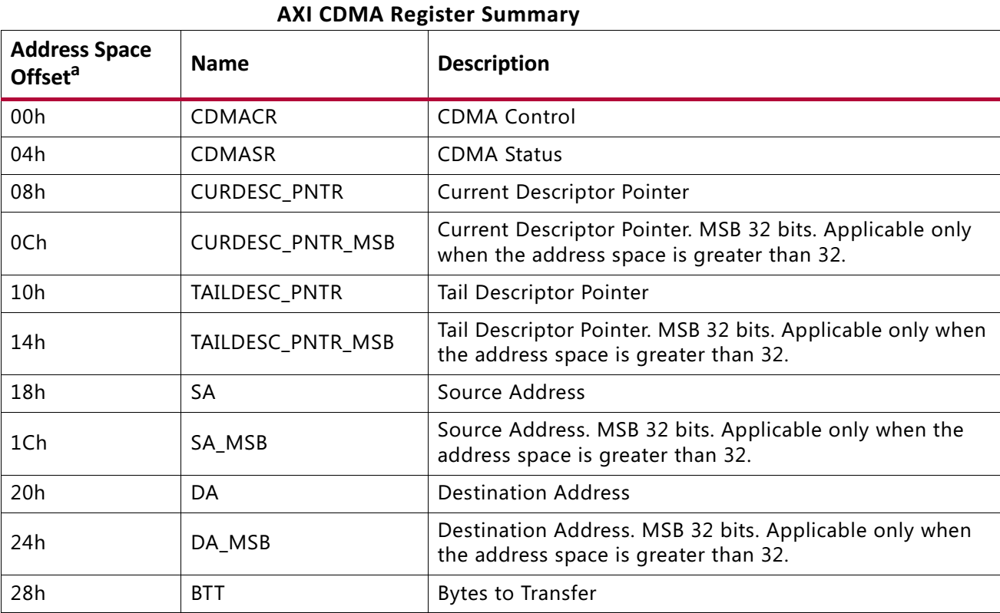 AXI CDMA Register Summary
Address Space Offsetᵃ Name Description
00h CDMACR CDMA Control
04h CDMASR CDMA Status
08h CURDESC_PNTR Current Descriptor Pointer
0Ch CURDESC_PNTR_MSB Current Descriptor Pointer. MSB 32 bits. Applicable only
when the address space is greater than 32.
10h TAILDESC_PNTR Tail Descriptor Pointer
14h TAILDESC_PNTR_MSB Tail Descriptor Pointer. MSB 32 bits. Applicable only when
the address space is greater than 32.
18h SA Source Address
1Ch SA_MSB Source Address. MSB 32 bits. Applicable only when the
address space is greater than 32.
20h DA Destination Address
24h DA_MSB Destination Address. MSB 32 bits. Applicable only when
the address space is greater than 32.
28h BTT Bytes to Transfer